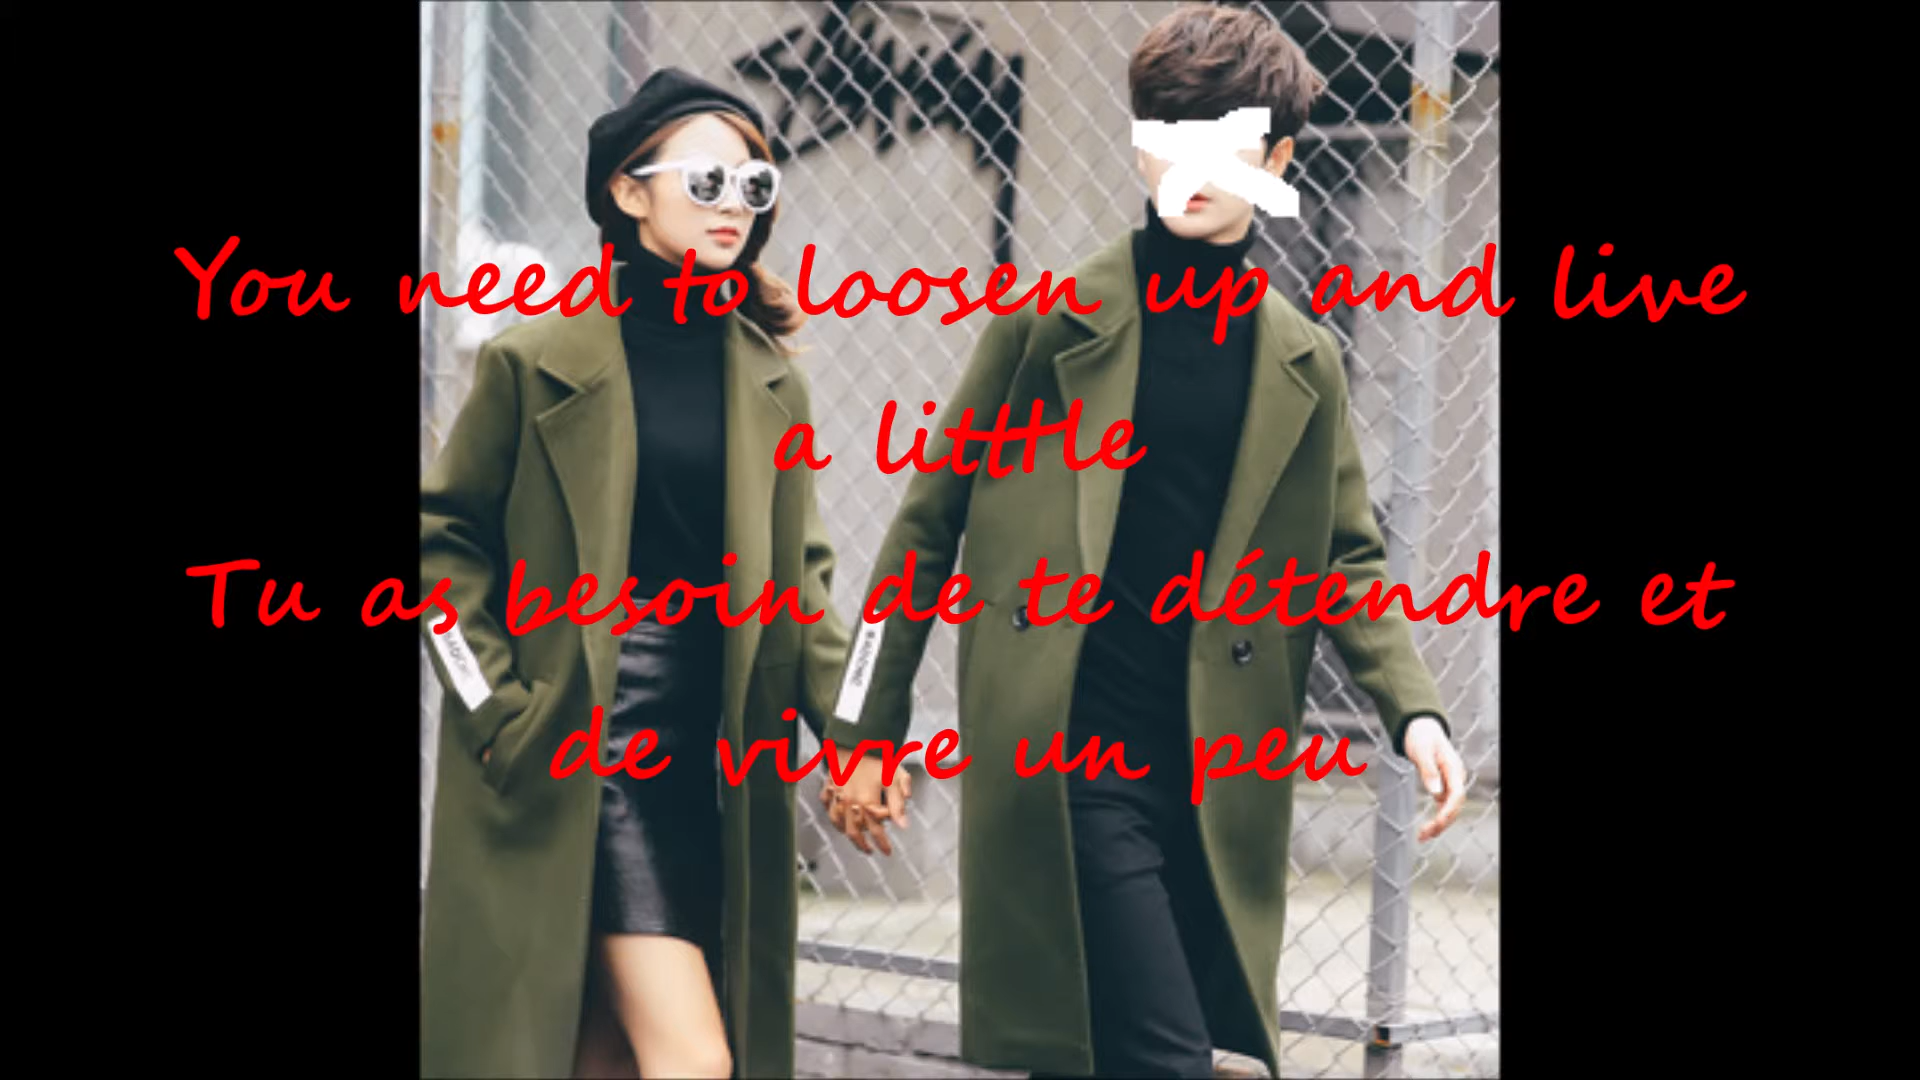 You need to loosen up and live
a litttle
Tu as besoin de te détendre et
de vivre un peu